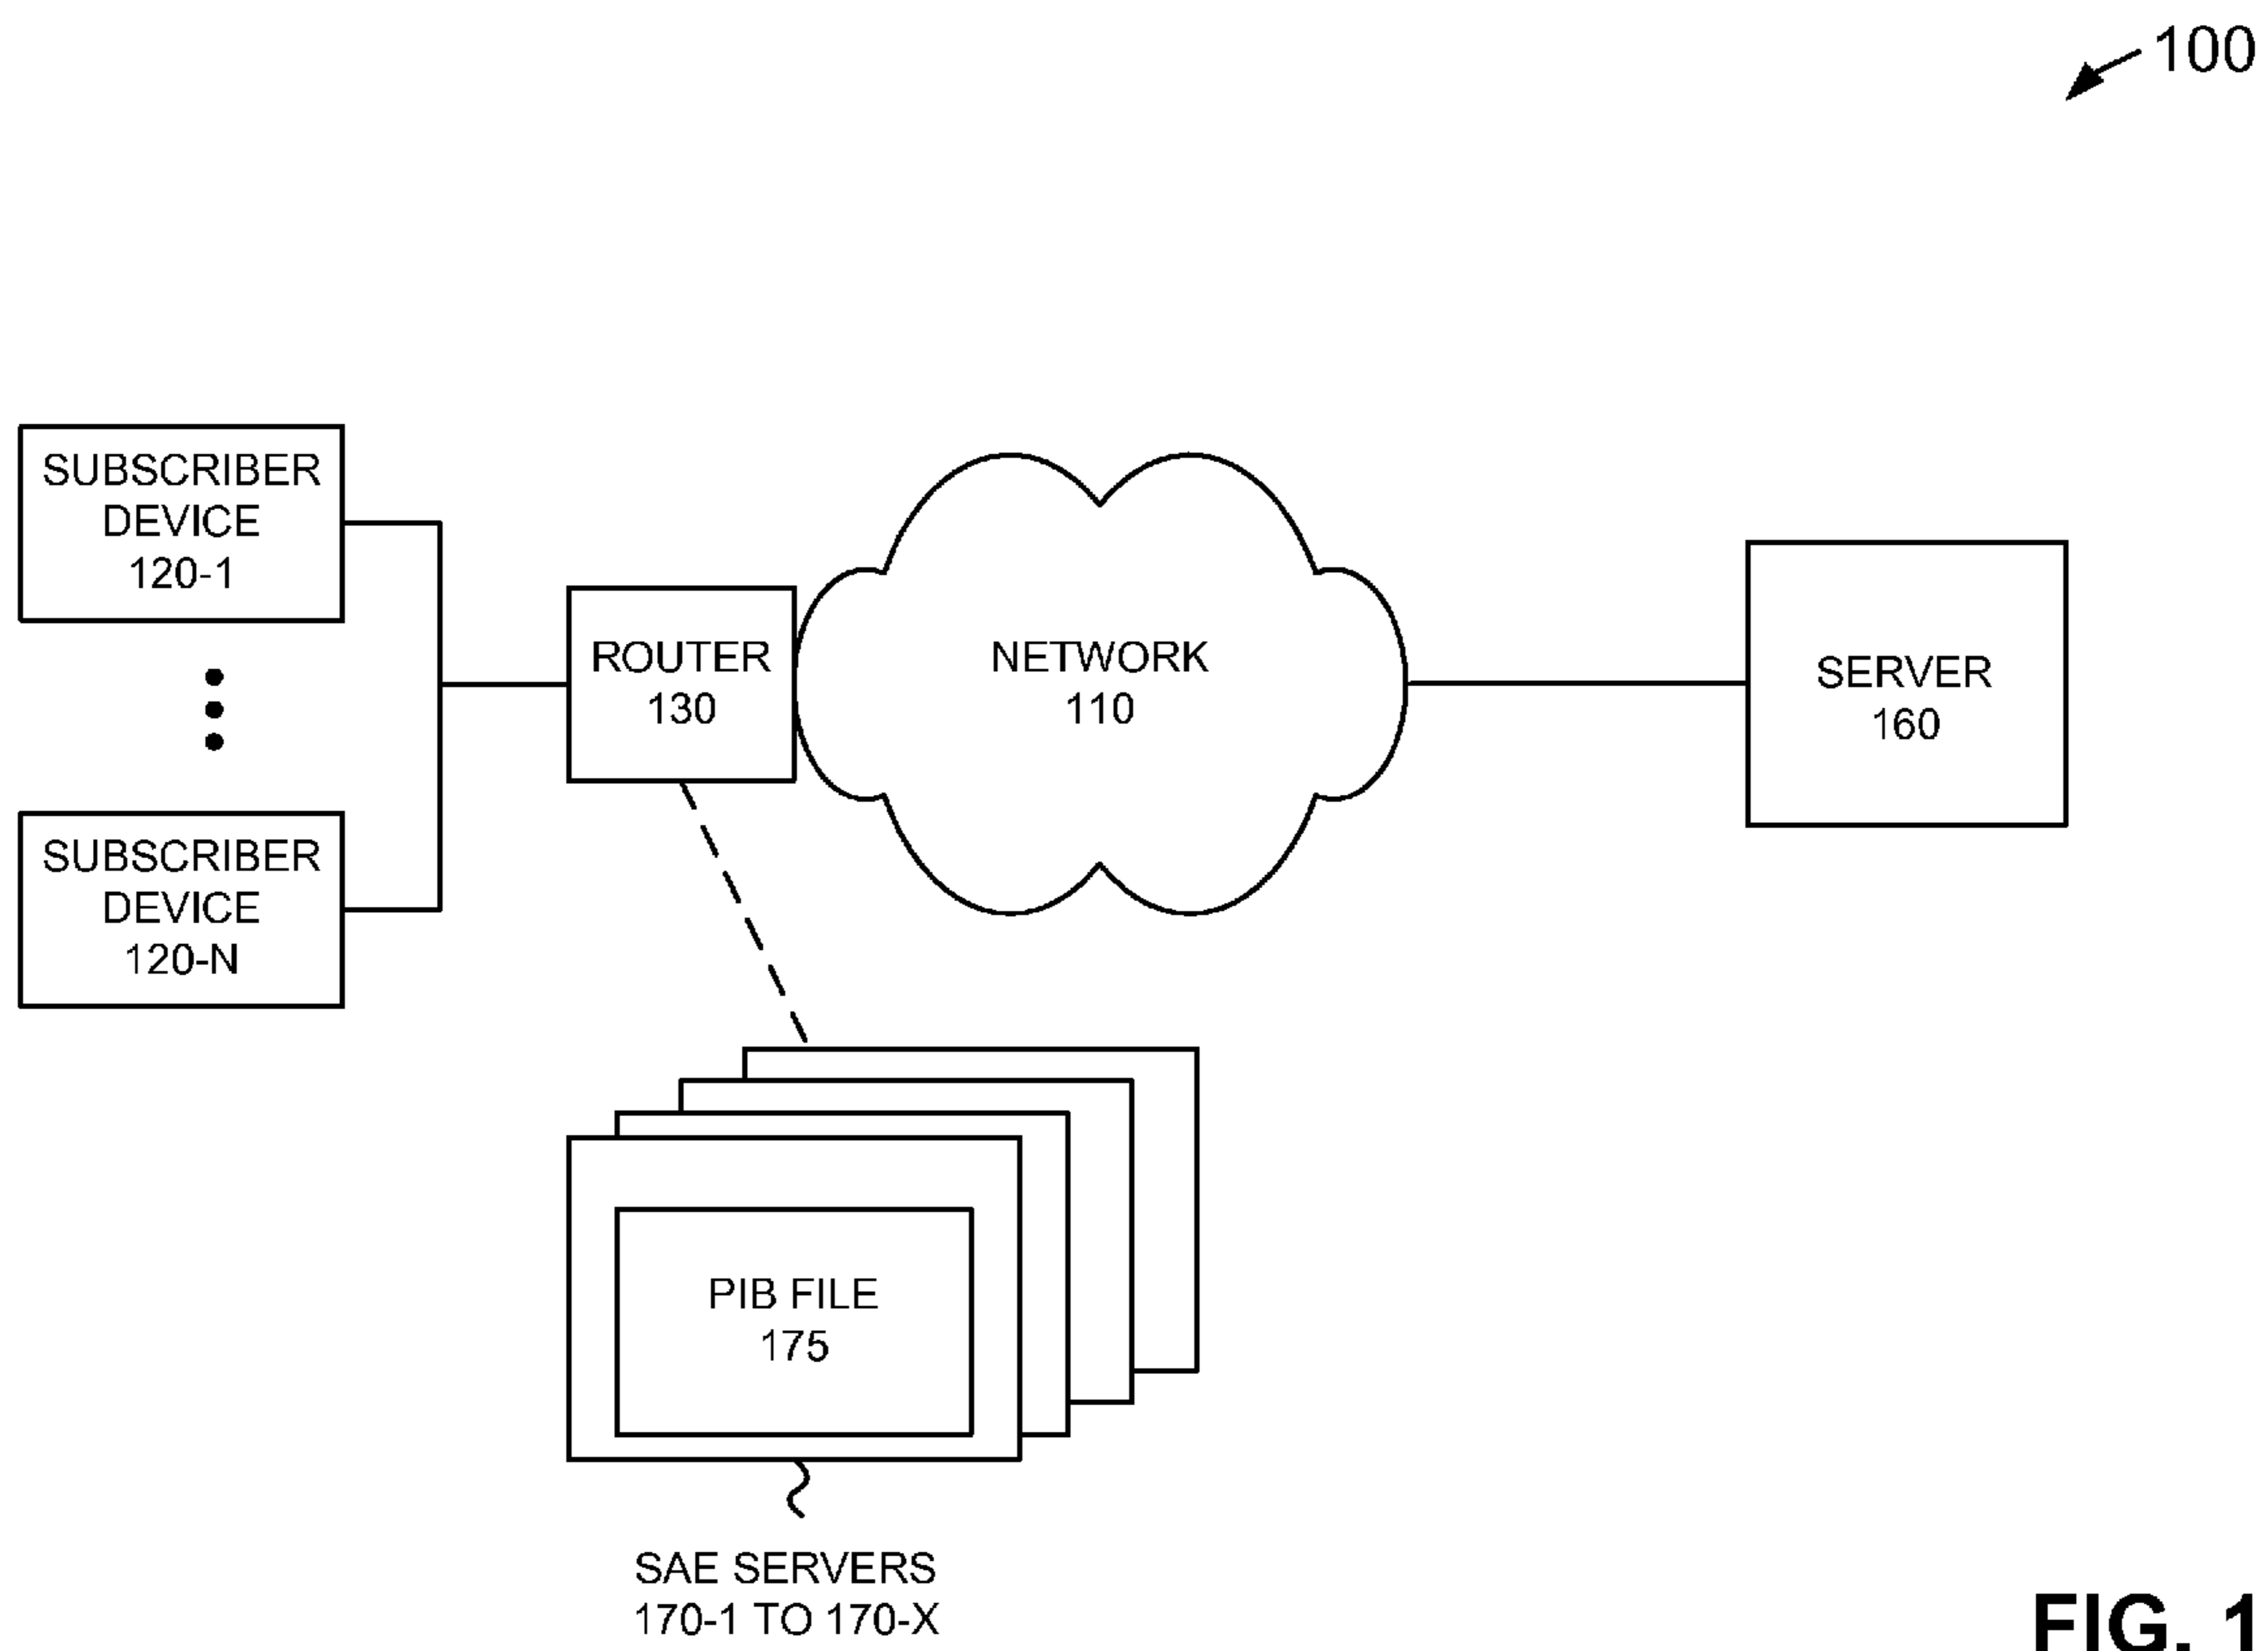 100
SUBSCRIBER
DEVICE
120-1
SUBSCRIBER
DEVICE
120-N
ROUTER
130
NETWORK
110
SERVER
160
PIB FILE
175
SAE SERVERS
170-1 TO 170-X
FIG. 1